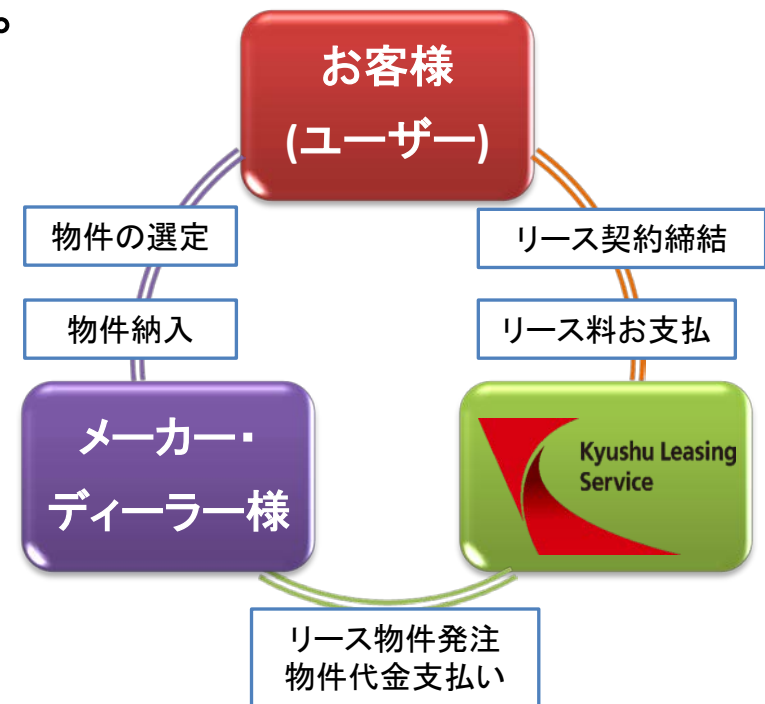 。
お客様
(ユーザー)
物件の選定
リース契約締結
物件納入
リース料お支払
メーカー・
ディーラー様
Kyushu Leasing
Service
リース物件発注
物件代金支払い